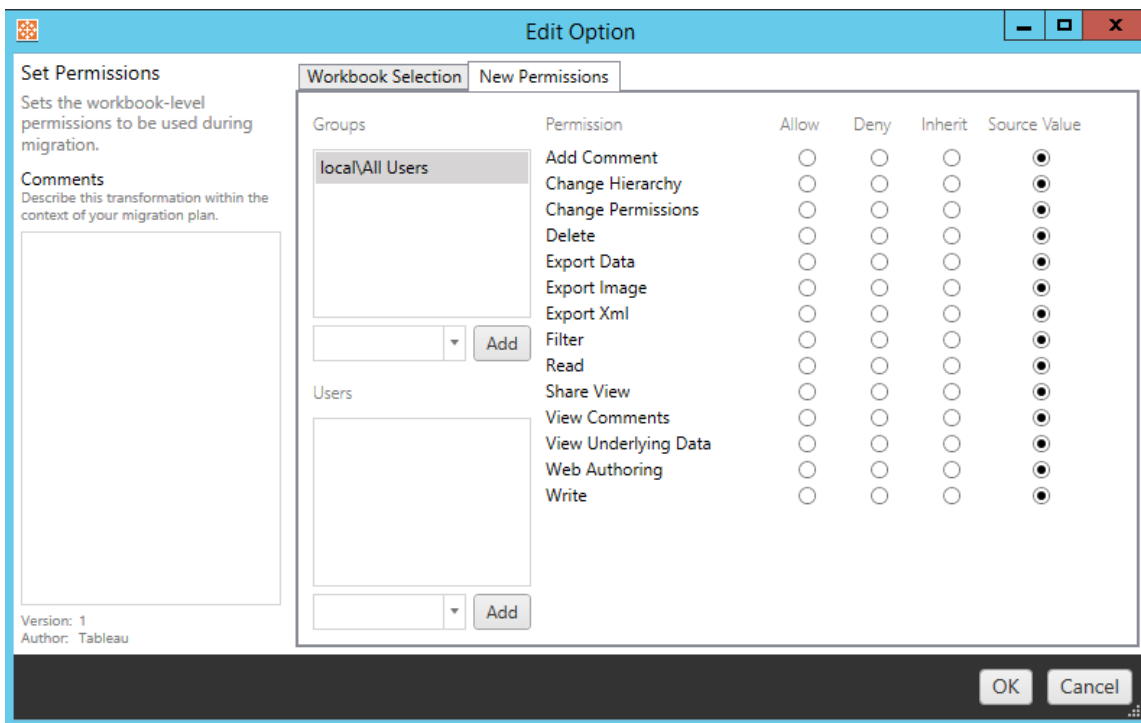 Edit Option
Set Permissions
Sets the workbook-level
permissions to be used during
migration.
Comments
Describe this transformation within the
context of your migration plan.
Version: 1
Author: Tableau
Workbook Selection
New Permissions
Groups
local\All Users
Add
Users
Add
Permission Allow Deny Inherit Source Value
Add Comment
Change Hierarchy
Change Permissions
Delete
Export Data
Export Image
Export Xml
Filter
Read
Share View
View Comments
View Underlying Data
Web Authoring
Write
OK
Cancel